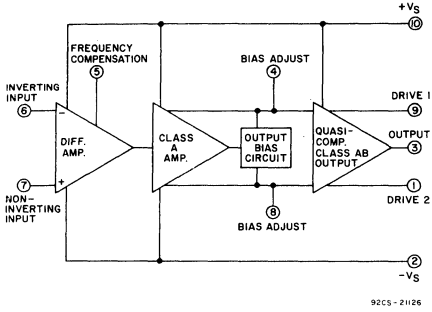 +VS
10
FREQUENCY
COMPENSATION
5
BIAS ADJUST
4
INVERTING
INPUT
6
−
DIFF.
AMP.
+
7
NON-
INVERTING
INPUT
CLASS
A
AMP.
OUTPUT
BIAS
CIRCUIT
8
BIAS ADJUST
QUASI-
COMP.
CLASS AB
OUTPUT
DRIVE 1
9
OUTPUT
3
1
DRIVE 2
2
−VS
92CS-21126